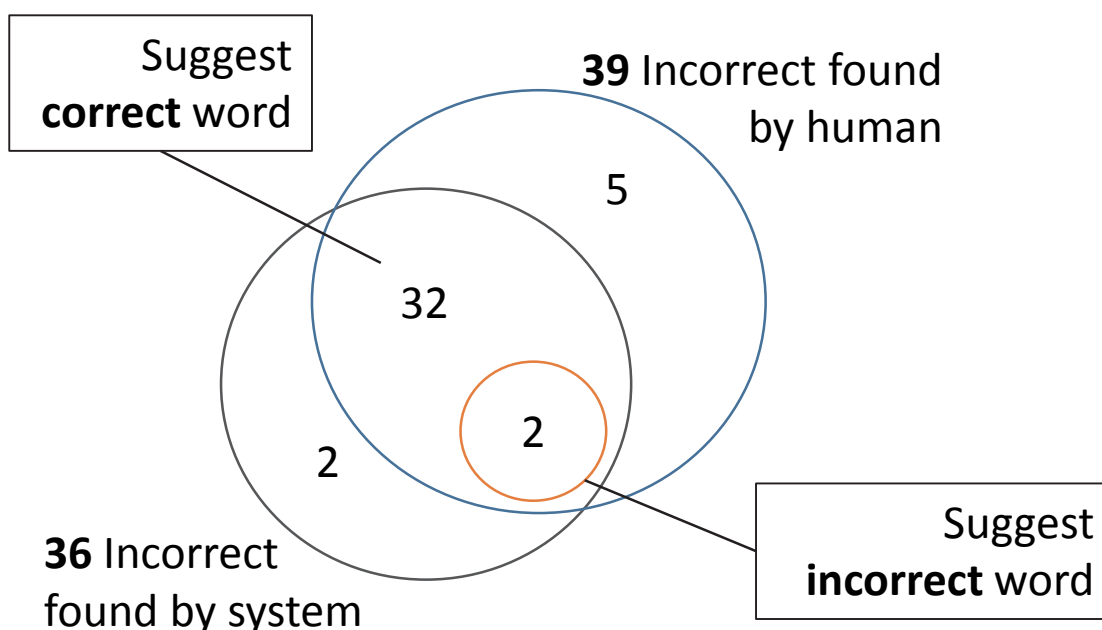 Suggest
correct word
39 Incorrect found
by human
5
32
2
2
36 Incorrect
found by system
Suggest
incorrect word